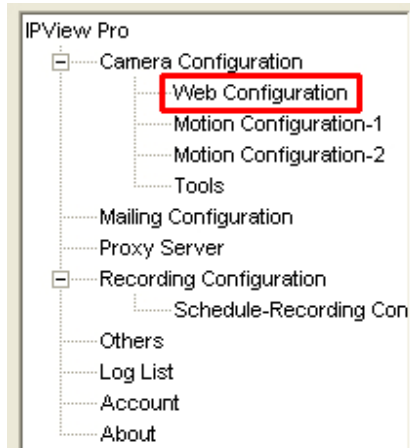 IPView Pro
Camera Configuration
Web Configuration
Motion Configuration-1
Motion Configuration-2
Tools
Mailing Configuration
Proxy Server
Recording Configuration
Schedule-Recording Con
Others
Log List
Account
About